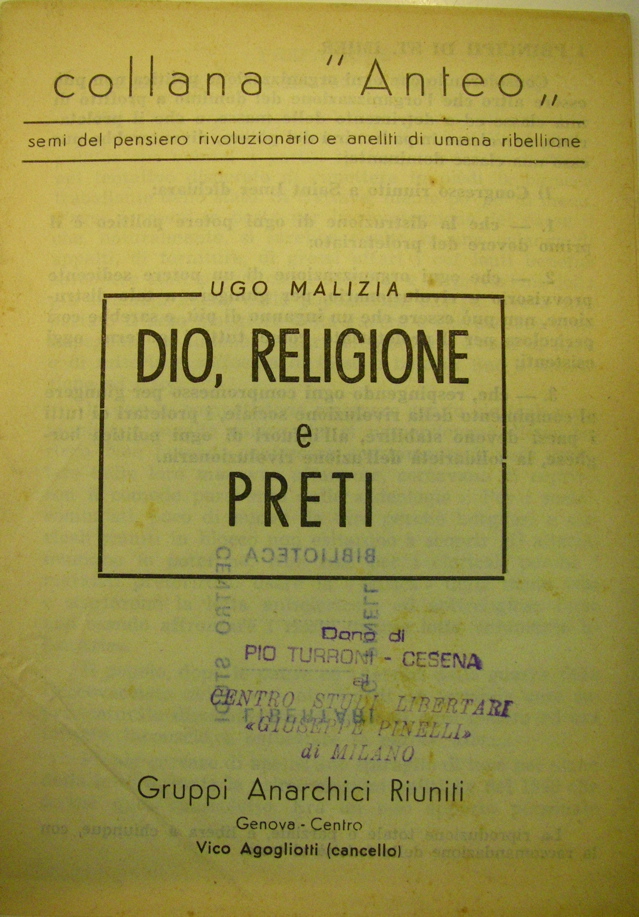 collana "Anteo„
semi del pensiero rivoluzionario e aneliti di umana ribellione
UGO MALIZIA
DIO, RELIGIONE
e
PRETI
BIBLIOTECA
Dono di
PIO TURRONI - CESENA
al
CENTRO STUDI LIBERTARI
«GIUSEPPE PINELLI»
di MILANO
Gruppi Anarchici Riuniti
Genova - Centro
Vico Agogliotti (cancello)